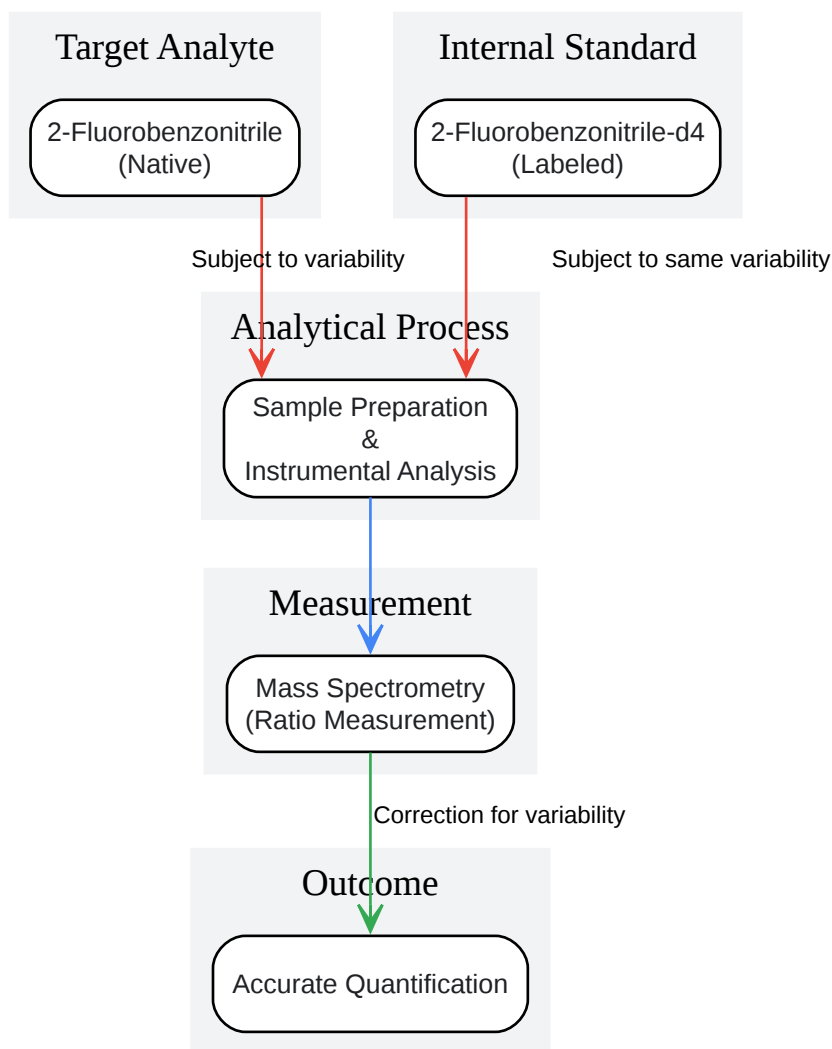 Target Analyte
Internal Standard
2-Fluorobenzonitrile
(Native)
2-Fluorobenzonitrile-d4
(Labeled)
Subject to variability
Subject to same variability
Analytical Process
Sample Preparation
&
Instrumental Analysis
Measurement
Mass Spectrometry
(Ratio Measurement)
Correction for variability
Outcome
Accurate Quantification